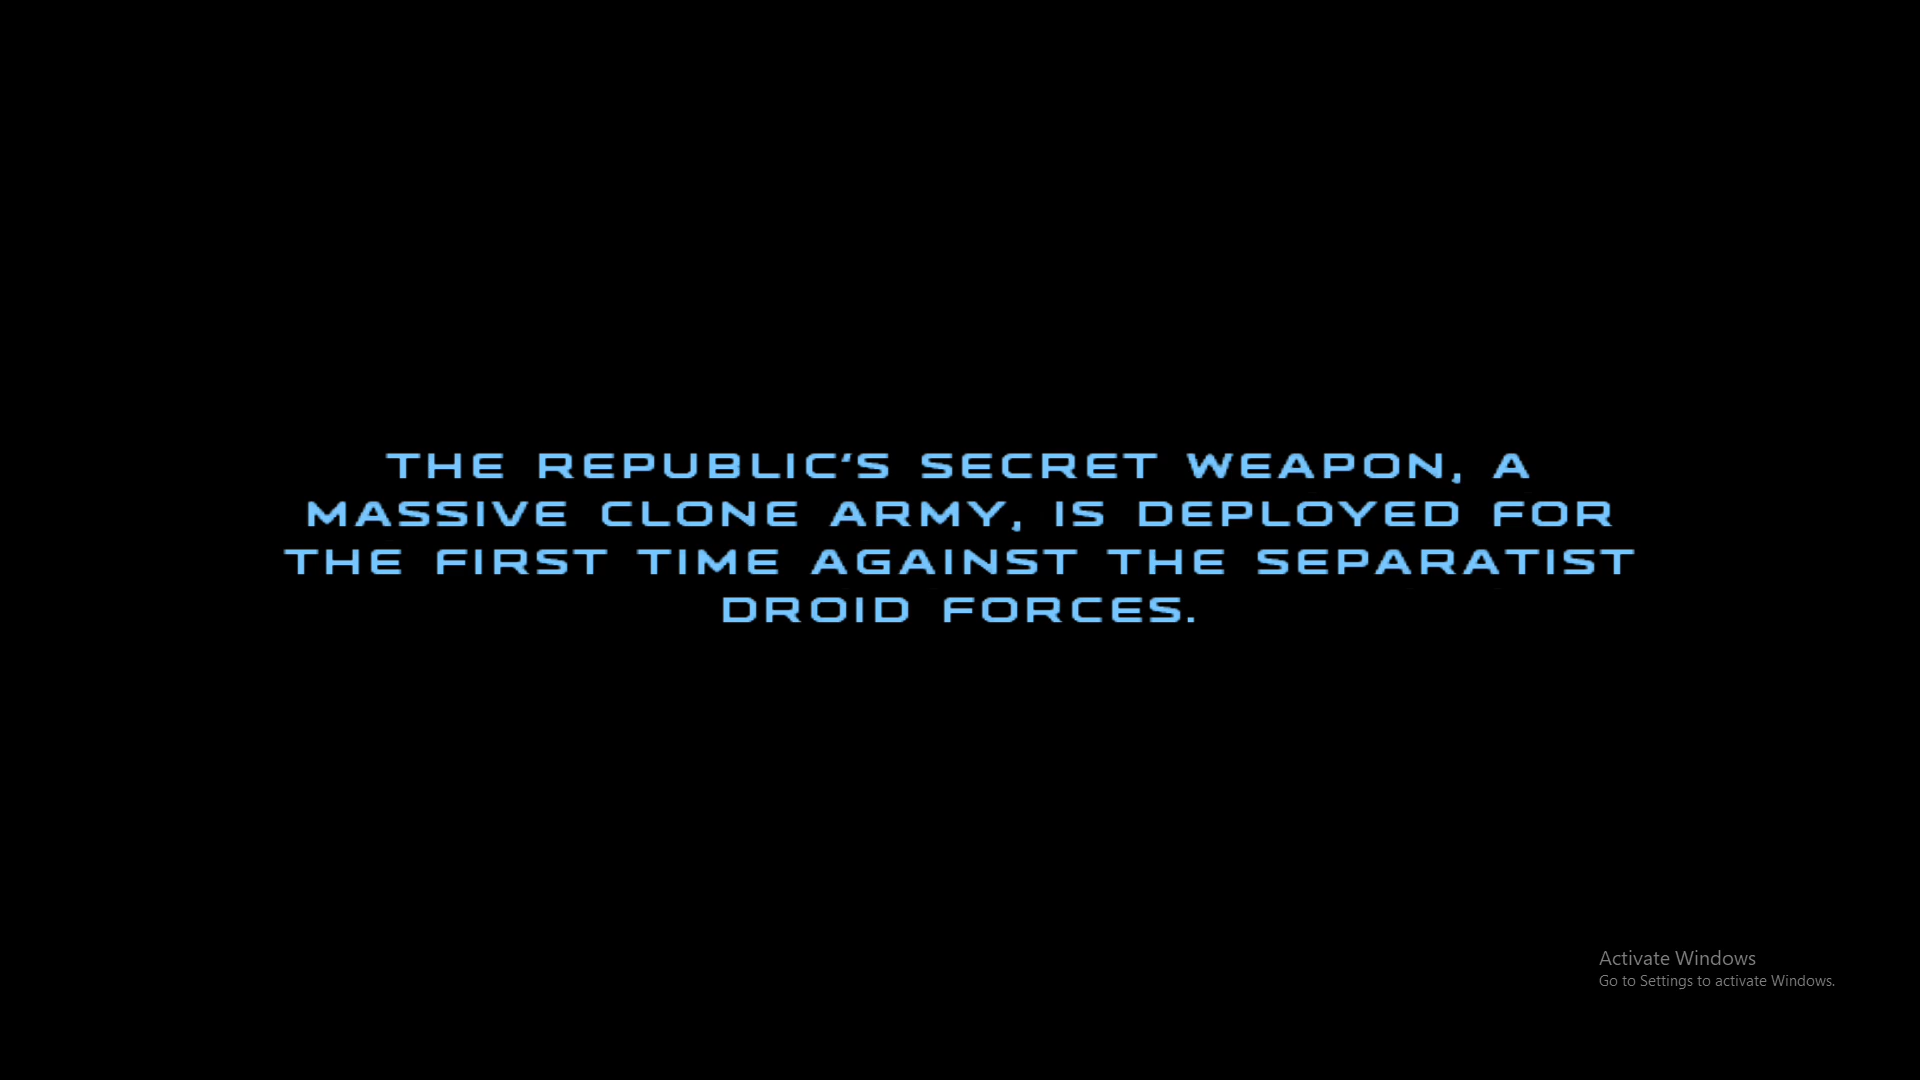 THE REPUBLIC'S SECRET WEAPON, A
MASSIVE CLONE ARMY, IS DEPLOYED FOR
THE FIRST TIME AGAINST THE SEPARATIST
DROID FORCES.
Activate Windows
Go to Settings to activate Windows.